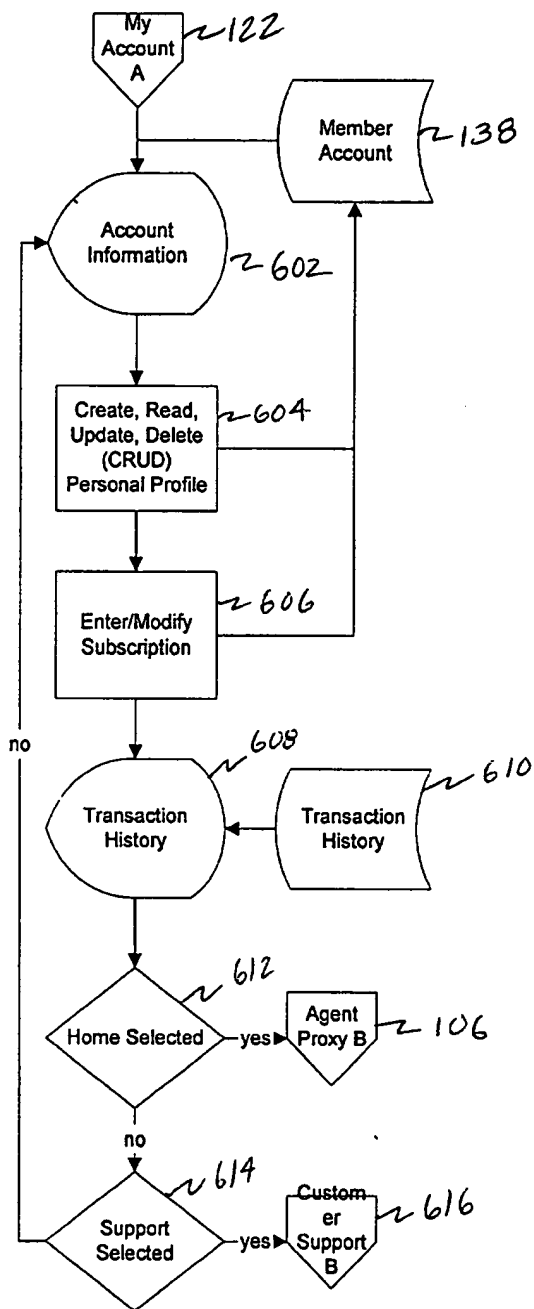 My
Account
A
122
Member
Account
138
Account
Information
602
Create, Read,
Update, Delete
(CRUD)
Personal Profile
604
Enter/Modify
Subscription
606
no
608
Transaction
History
Transaction
History
610
612
Home Selected
yes
Agent
Proxy B
106
no
614
Support
Selected
yes
Custom
er
Support
B
616